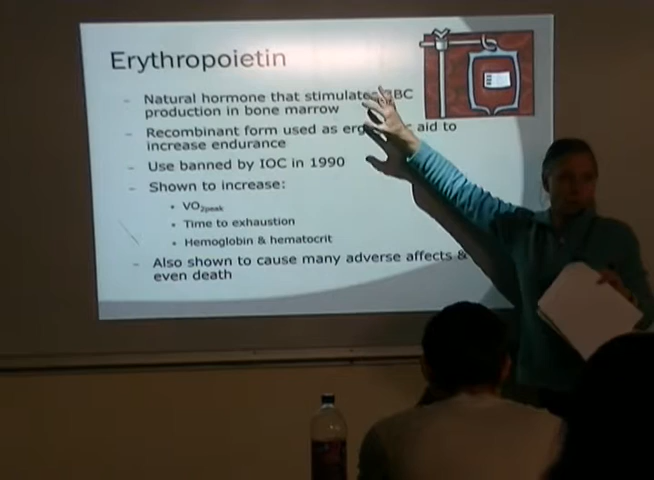 Erythropoietin
- Natural hormone that stimulates RBC
production in bone marrow
- Recombinant form used as aid to
increase endurance
- Use banned by IOC in 1990
- Shown to increase:
• VO2peak
• Time to exhaustion
• Hemoglobin & hematocrit
- Also shown to cause many adverse affects &
even death